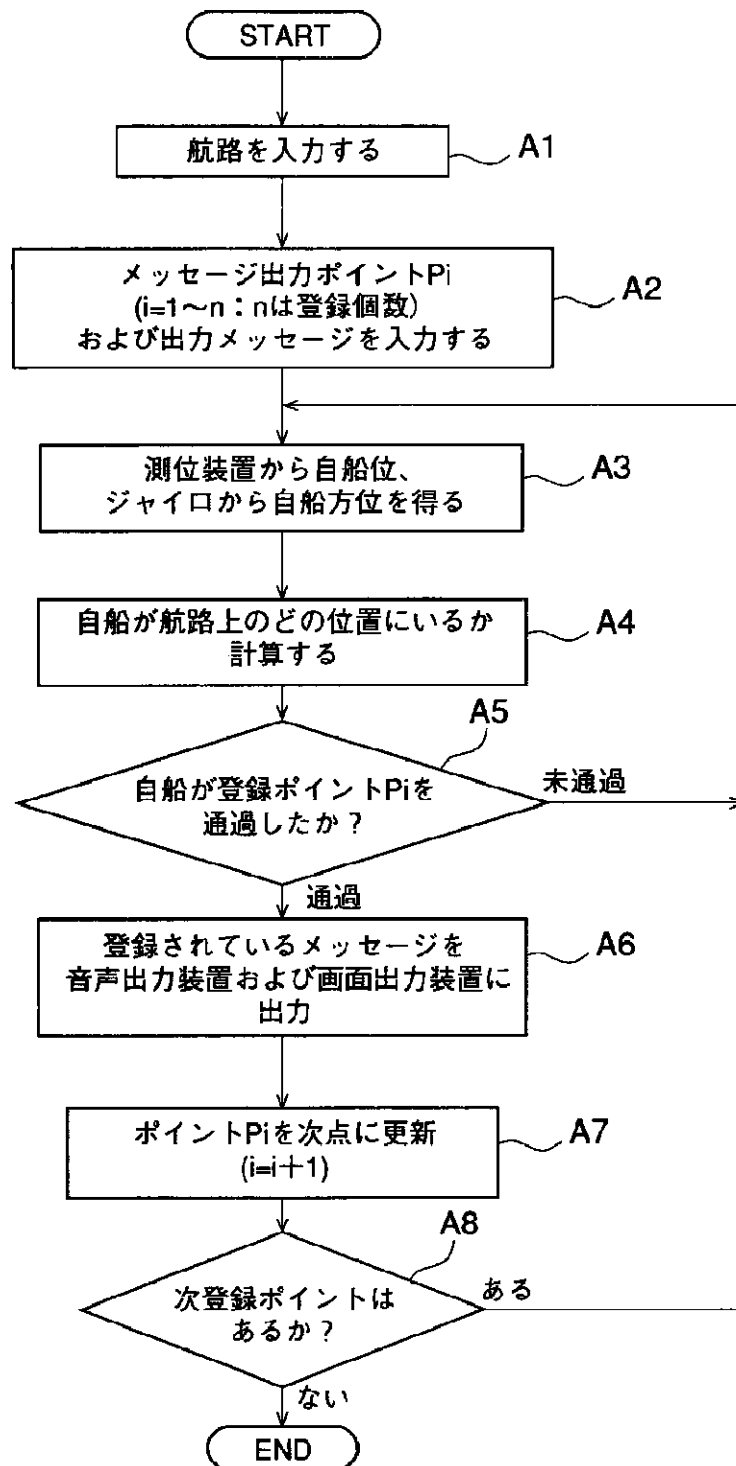 START
航路を入力する
A1
メッセージ出力ポイントPi
(i=1~n：nは登録個数)
および出力メッセージを入力する
A2
測位装置から自船位、
ジャイロから自船方位を得る
A3
自船が航路上のどの位置にいるか
計算する
A4
A5
自船が登録ポイントPiを
通過したか？
未通過
通過
登録されているメッセージを
音声出力装置および画面出力装置に
出力
A6
ポイントPiを次点に更新
(i=i+1)
A7
A8
次登録ポイントは
あるか？
ある
ない
END